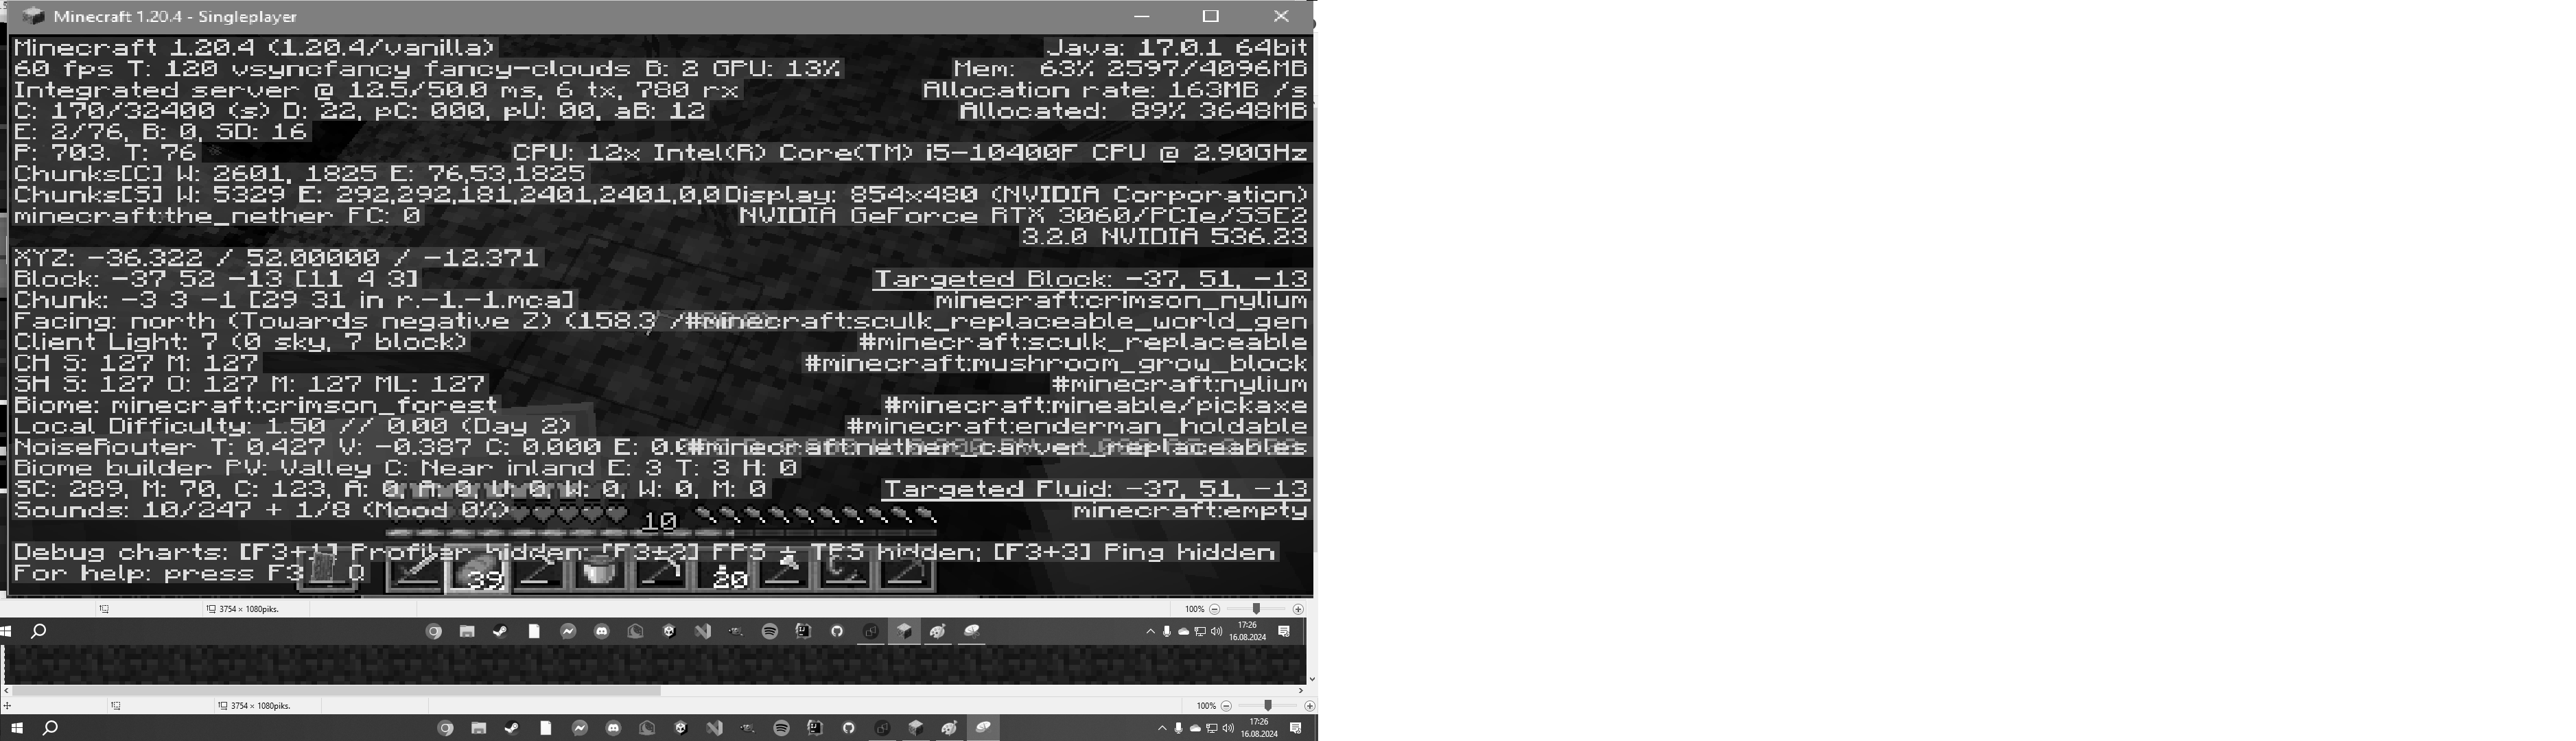 Minecraft 1.20.4 - Singleplayer
Minecraft 1.20.4 (1.20.4/vanilla)
60 fps T: 120 vsyncfancy fancy-clouds B: 2 GPU: 13%
Integrated server @ 12.5/50.0 ms, 6 tx, 780 rx
C: 170/32400 (s) D: 22, pC: 000, pU: 00, aB: 12
E: 2/76, B: 0, SD: 16
P: 703. T: 76
Chunks[C] W: 2601, 1825 E: 76,53,1825
Chunks[S] W: 5329 E: 292,292,181,2401,2401,0,0
minecraft:the_nether FC: 0
XYZ: -36.322 / 52.00000 / -12.371
Block: -37 52 -13 [11 4 3]
Chunk: -3 3 -1 [29 31 in r.-1.-1.mca]
Facing: north (Towards negative Z) (158.3 /
Client Light: 7 (0 sky, 7 block)
CH S: 127 M: 127
SH S: 127 O: 127 M: 127 ML: 127
Biome: minecraft:crimson_forest
Local Difficulty: 1.50 // 0.00 (Day 2)
NoiseRouter T: 0.427 V: -0.387 C: 0.000 E:
Biome builder PV: Valley C: Near inland E: 3 T: 3 H: 0
SC: 289, M: 70, C: 123, A: 0, A: 0, U: 0, W: 0, W: 0, M: 0
Sounds: 10/247 + 1/8 (Mood 0%)
Debug charts: [F3+1] Profiler hidden; [F3+2] FPS + TPS hidden; [F3+3] Ping hidden
For help: press F3 + Q
Java: 17.0.1 64bit
Mem: 63% 2597/4096MB
Allocation rate: 163MB /s
Allocated: 89% 3648MB
CPU: 12x Intel(R) Core(TM) i5-10400F CPU @ 2.90GHz
Display: 854x480 (NVIDIA Corporation)
NVIDIA GeForce RTX 3060/PCIe/SSE2
3.2.0 NVIDIA 536.23
Targeted Block: -37, 51, -13
minecraft:crimson_nylium
#minecraft:sculk_replaceable_world_gen
#minecraft:sculk_replaceable
#minecraft:mushroom_grow_block
#minecraft:nylium
#minecraft:mineable/pickaxe
#minecraft:enderman_holdable
#minecraft:nether_carver_replaceables
Targeted Fluid: -37, 51, -13
minecraft:empty
10
39
20
3754 × 1080piks.
100%
17:26
16.08.2024
3754 × 1080piks.
100%
17:26
16.08.2024